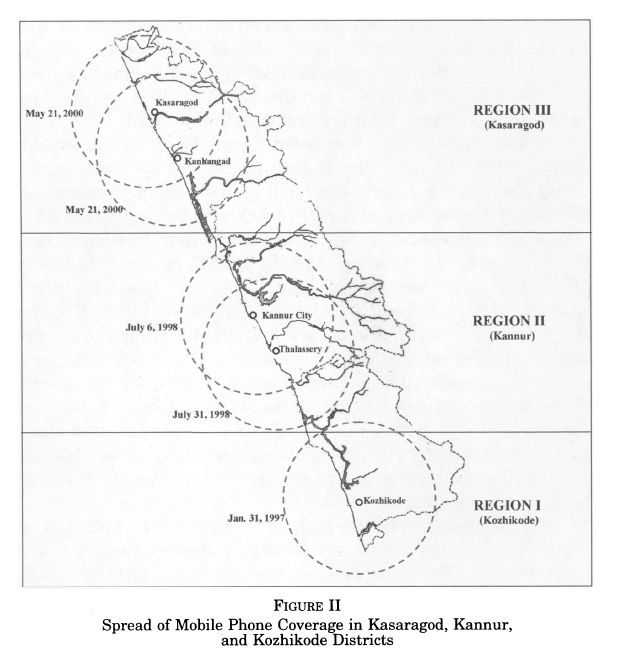 Kasaragod
May 21, 2000
REGION III
(Kasaragod)
Kanhangad
May 21, 2000
Kannur City
July 6, 1998
REGION II
(Kannur)
Thalassery
July 31, 1998
Kozhikode
REGION I
(Kozhikode)
Jan. 31, 1997
FIGURE II
Spread of Mobile Phone Coverage in Kasaragod, Kannur,
and Kozhikode Districts